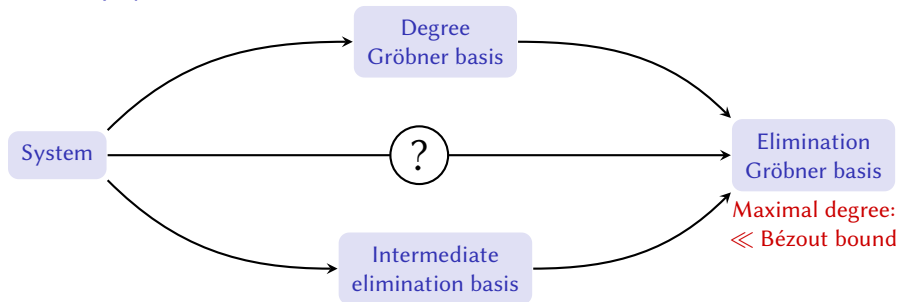 Degree
Gröbner basis
System
?
Elimination
Gröbner basis
Maximal degree:
≪ Bézout bound
Intermediate
elimination basis